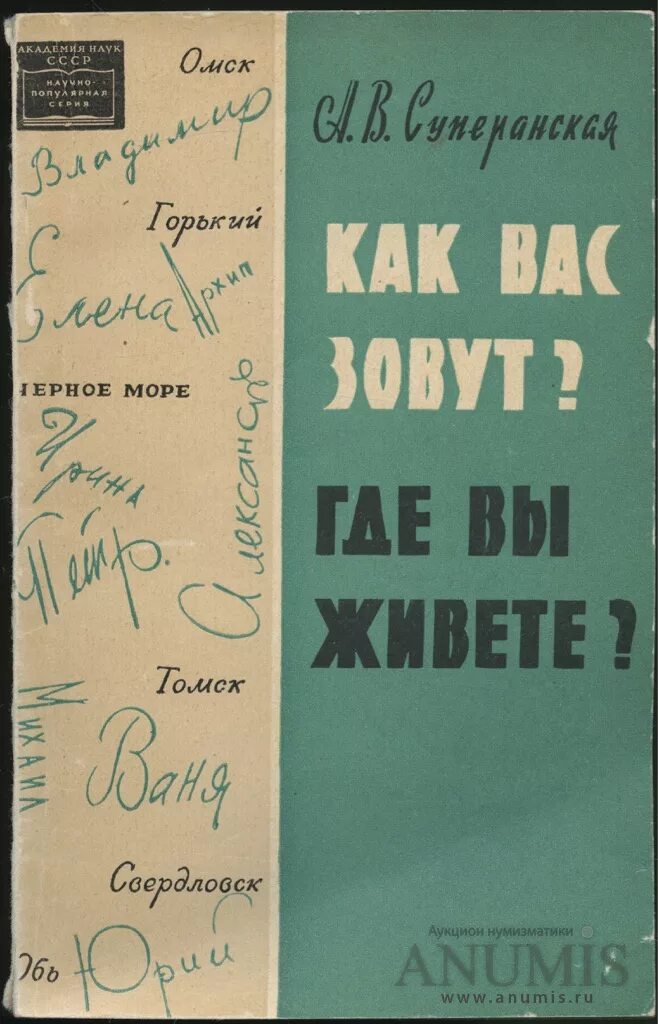 АКАДЕМИЯ НАУК
СССР
НАУЧНО-
ПОПУЛЯРНАЯ
СЕРИЯ
Омск
Владимир
Горький
Елена
Архип
ЧЕРНОЕ МОРЕ
Ирина
Александр
Пётр.
Михаил
Томск
Ваня
Свердловск
Обь
Юрий
А. В. Суперанская
КАК ВАС
ЗОВУТ?
ГДЕ ВЫ
ЖИВЕТЕ?
Аукцион нумизматики
ANUMIS
www.anumis.ru